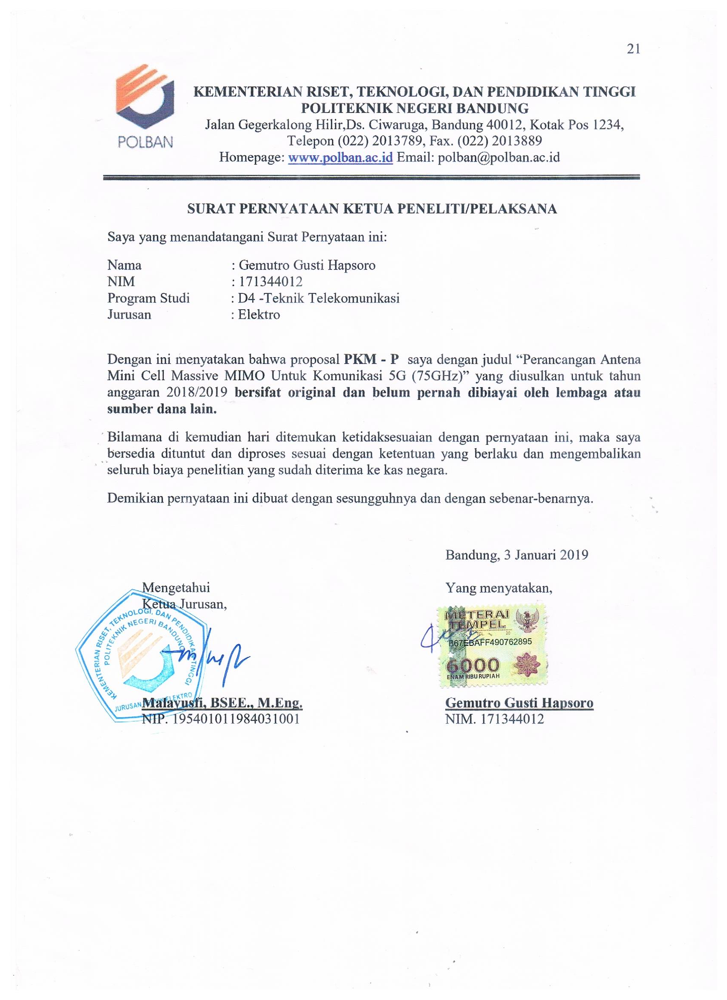 21
KEMENTERIAN RISET, TEKNOLOGI, DAN PENDIDIKAN TINGGI
POLITEKNIK NEGERI BANDUNG
Jalan Gegerkalong Hilir,Ds. Ciwaruga, Bandung 40012, Kotak Pos 1234,
Telepon (022) 2013789, Fax. (022) 2013889
Homepage: www.polban.ac.id Email: polban@polban.ac.id
POLBAN
SURAT PERNYATAAN KETUA PENELITI/PELAKSANA
Saya yang menandatangani Surat Pernyataan ini:
Nama : Gemutro Gusti Hapsoro
NIM : 171344012
Program Studi : D4 -Teknik Telekomunikasi
Jurusan : Elektro
Dengan ini menyatakan bahwa proposal PKM - P saya dengan judul “Perancangan Antena
Mini Cell Massive MIMO Untuk Komunikasi 5G (75GHz)” yang diusulkan untuk tahun
anggaran 2018/2019 bersifat original dan belum pernah dibiayai oleh lembaga atau
sumber dana lain.
Bilamana di kemudian hari ditemukan ketidaksesuaian dengan pernyataan ini, maka saya
bersedia dituntut dan diproses sesuai dengan ketentuan yang berlaku dan mengembalikan
seluruh biaya penelitian yang sudah diterima ke kas negara.
Demikian pernyataan ini dibuat dengan sesungguhnya dan dengan sebenar-benarnya.
Bandung, 3 Januari 2019
Mengetahui
Ketua Jurusan,
KEMENTERIAN RISET, TEKNOLOGI, DAN PENDIDIKAN TINGGI
POLITEKNIK NEGERI BANDUNG
JURUSAN TEKNIK ELEKTRO
Malayusfi, BSEE., M.Eng.
NIP. 195401011984031001
Yang menyatakan,
METERAI
TEMPEL
TGL. 20
B67EBAFF490762895
6000
ENAM RIBU RUPIAH
Gemutro Gusti Hapsoro
NIM. 171344012